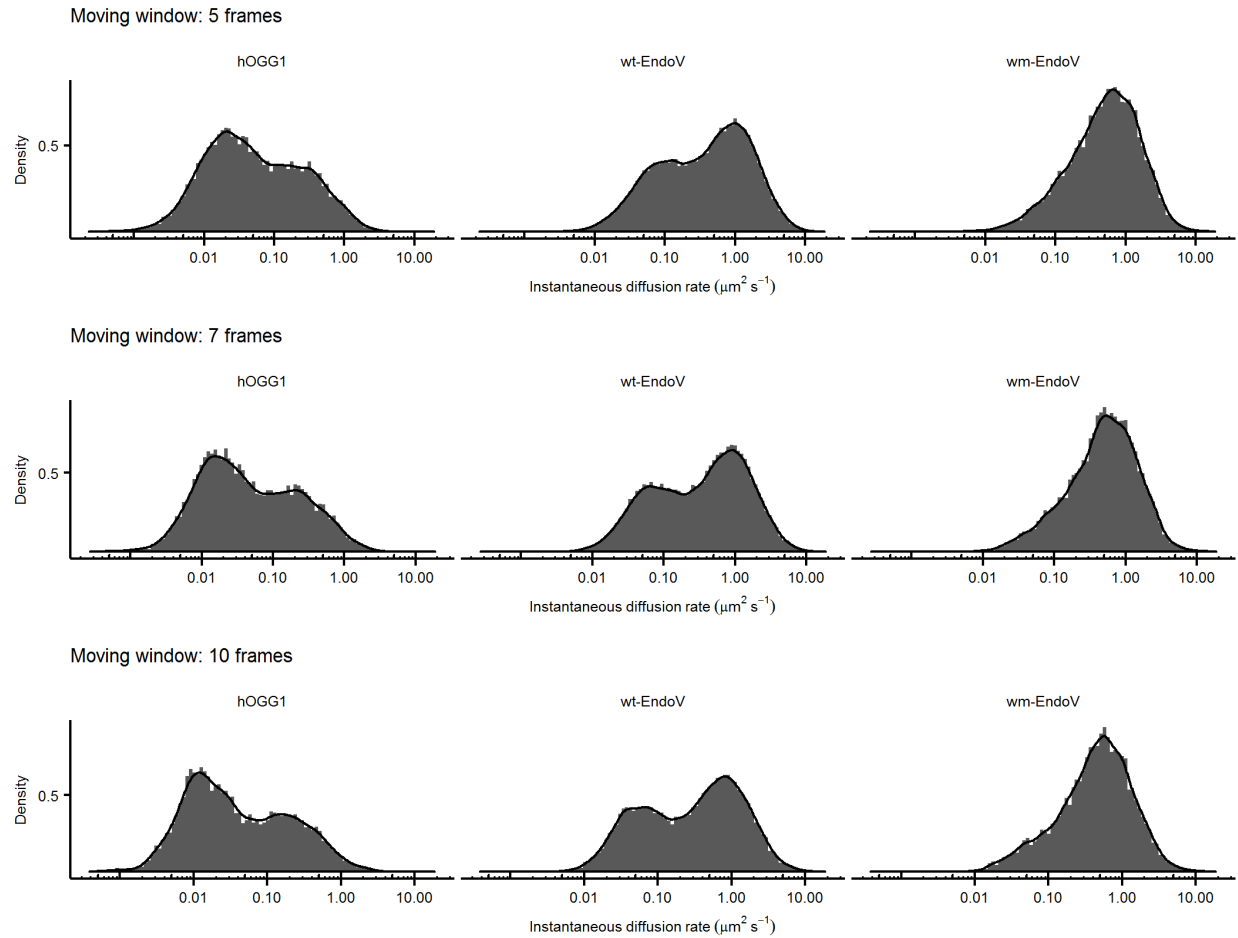 Moving window: 5 frames
hOGG1 wt-EndoV wm-EndoV
Density
0.5
0.01 0.10 1.00 10.00 0.01 0.10 1.00 10.00 0.01 0.10 1.00 10.00
Instantaneous diffusion rate (μm² s⁻¹)
Moving window: 7 frames
hOGG1 wt-EndoV wm-EndoV
Density
0.5
0.01 0.10 1.00 10.00 0.01 0.10 1.00 10.00 0.01 0.10 1.00 10.00
Instantaneous diffusion rate (μm² s⁻¹)
Moving window: 10 frames
hOGG1 wt-EndoV wm-EndoV
Density
0.5
0.01 0.10 1.00 10.00 0.01 0.10 1.00 10.00 0.01 0.10 1.00 10.00
Instantaneous diffusion rate (μm² s⁻¹)